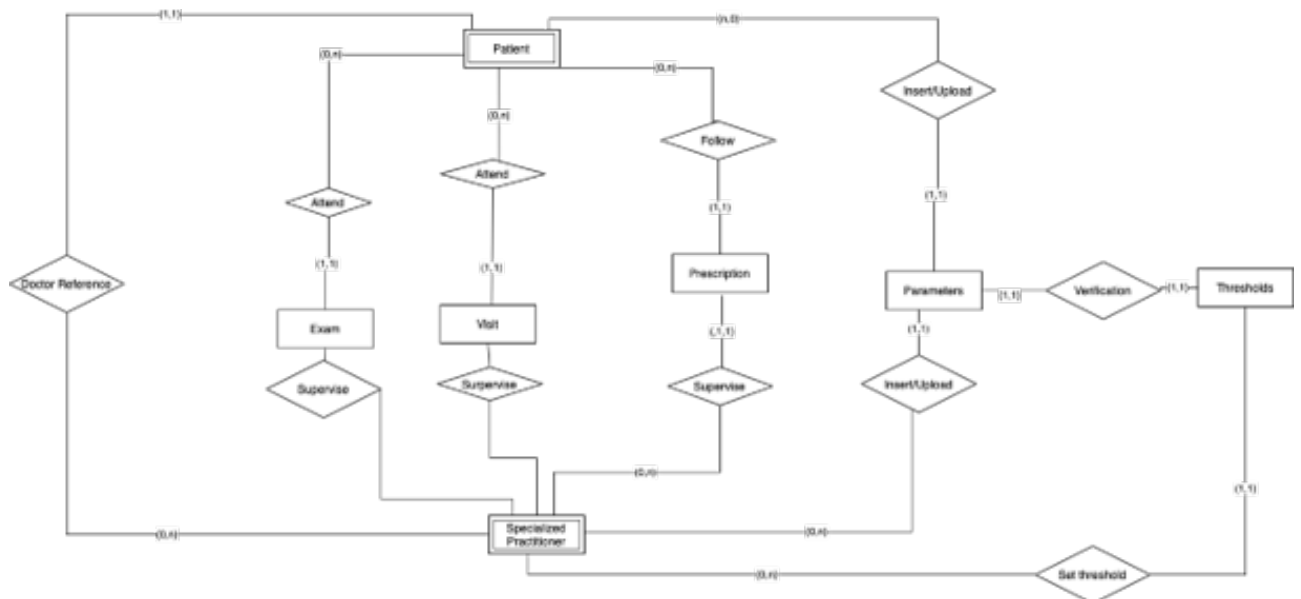 (1,1)
(n,0)
Patient
(0,n)
(0,n)
Insert/Upload
(0,n)
Follow
Attend
Attend
(1,1)
(1,1)
(1,1)
(1,1)
Doctor Reference
Prescription
Parameters
(1,1)
Verification
(1,1)
Thresholds
Exam
Visit
(,1,1)
(1,1)
Supervise
Surpervise
Supervise
Insert/Upload
(0,n)
(1,1)
(0,n)
Specialized
Practitioner
(0,n)
(0,n)
Set threshold